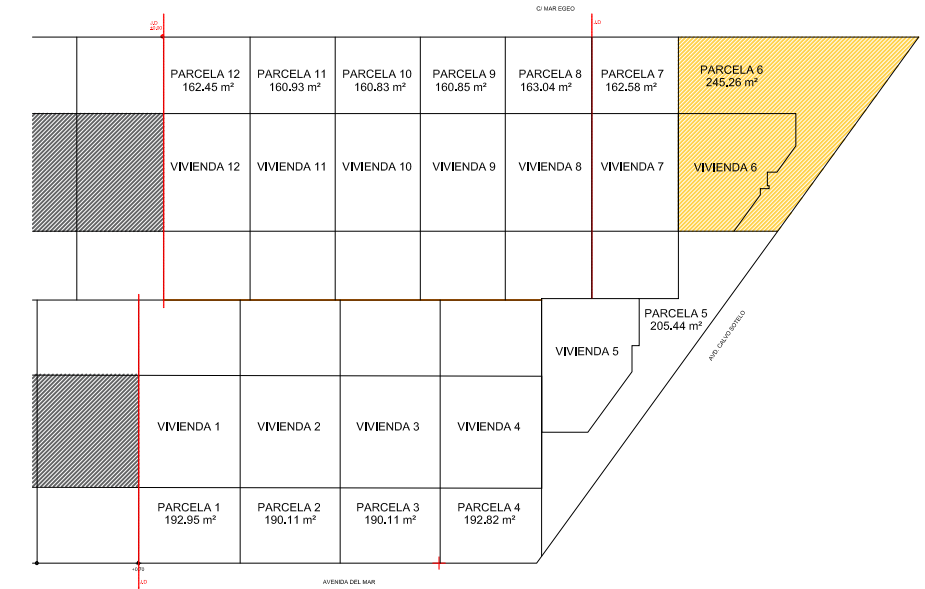 C/ MAR EGEO
J.D
±0,20
J.D
PARCELA 12
162.45 m²
PARCELA 11
160.93 m²
PARCELA 10
160.83 m²
PARCELA 9
160.85 m²
PARCELA 8
163.04 m²
PARCELA 7
162.58 m²
PARCELA 6
245.26 m²
VIVIENDA 12
VIVIENDA 11
VIVIENDA 10
VIVIENDA 9
VIVIENDA 8
VIVIENDA 7
VIVIENDA 6
PARCELA 5
205.44 m²
AVD. CALVO SOTELO
VIVIENDA 5
VIVIENDA 1
VIVIENDA 2
VIVIENDA 3
VIVIENDA 4
PARCELA 1
192.95 m²
PARCELA 2
190.11 m²
PARCELA 3
190.11 m²
PARCELA 4
192.82 m²
J.D
AVENIDA DEL MAR